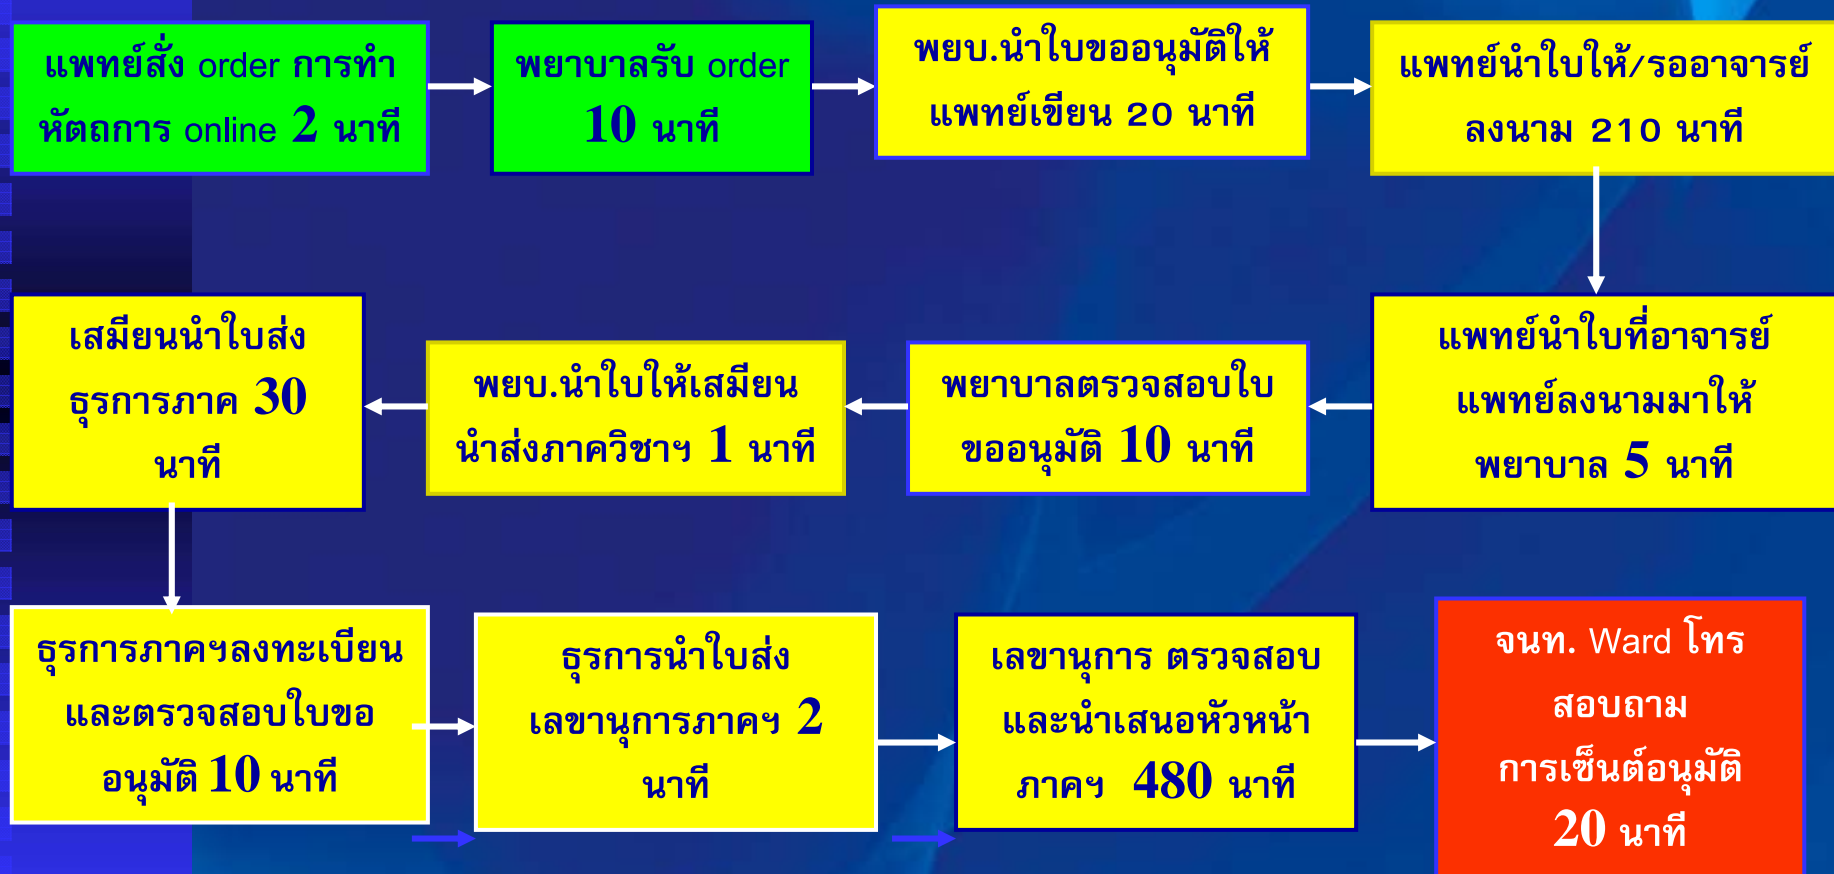 แพทย์สั่ง order การทำ
หัตถการ online 2 นาที
พยาบาลรับ order
10 นาที
พยบ.นำใบขออนุมัติให้
แพทย์เขียน 20 นาที
แพทย์นำใบให้/รออาจารย์
ลงนาม 210 นาที
แพทย์นำใบที่อาจารย์
แพทย์ลงนามมาให้
พยาบาล 5 นาที
พยาบาลตรวจสอบใบ
ขออนุมัติ 10 นาที
พยบ.นำใบให้เสมียน
นำส่งภาควิชาฯ 1 นาที
เสมียนนำใบส่ง
ธุรการภาค 30
นาที
ธุรการภาคฯลงทะเบียน
และตรวจสอบใบขอ
อนุมัติ 10 นาที
ธุรการนำใบส่ง
เลขานุการภาคฯ 2
นาที
เลขานุการ ตรวจสอบ
และนำเสนอหัวหน้า
ภาคฯ 480 นาที
จนท. Ward โทร
สอบถาม
การเซ็นต์อนุมัติ
20 นาที